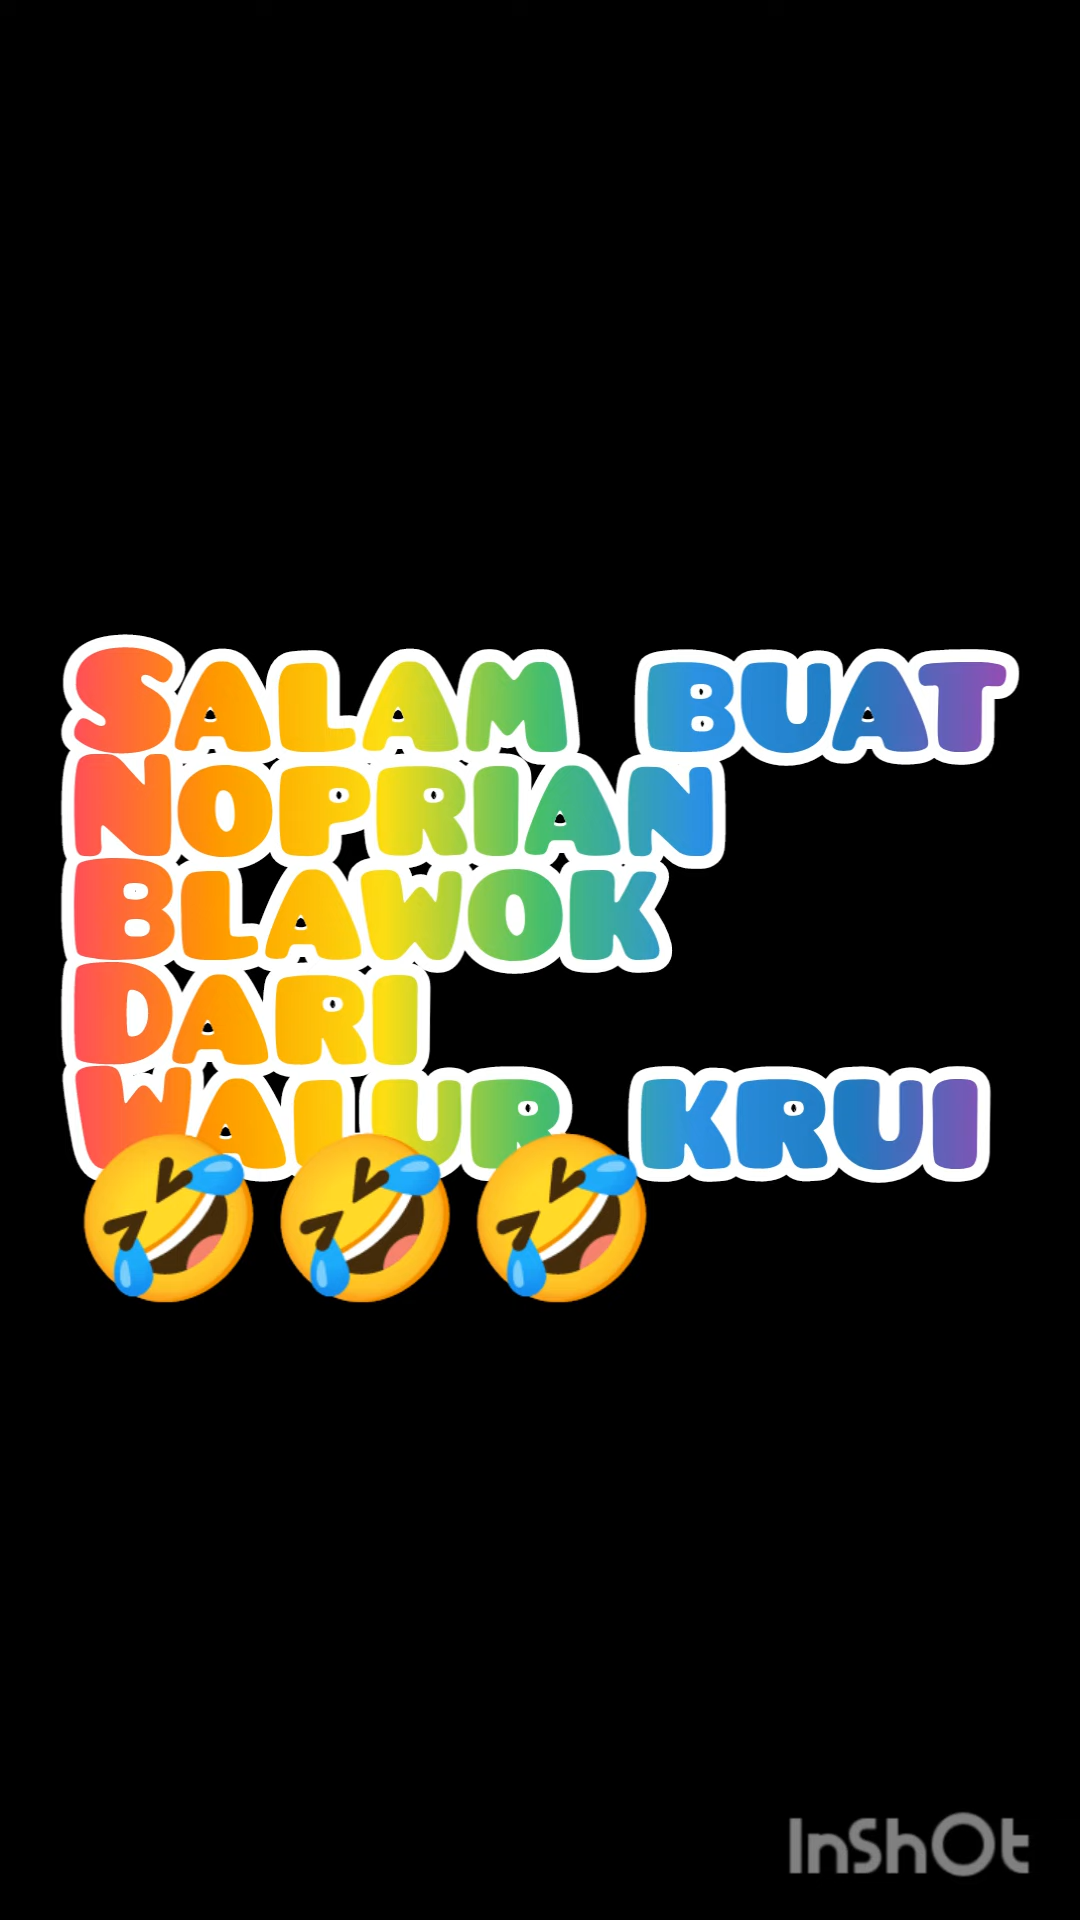 Salam buat
Noprian
Blawok
Dari
Walur krui
🤣🤣🤣
InShOt